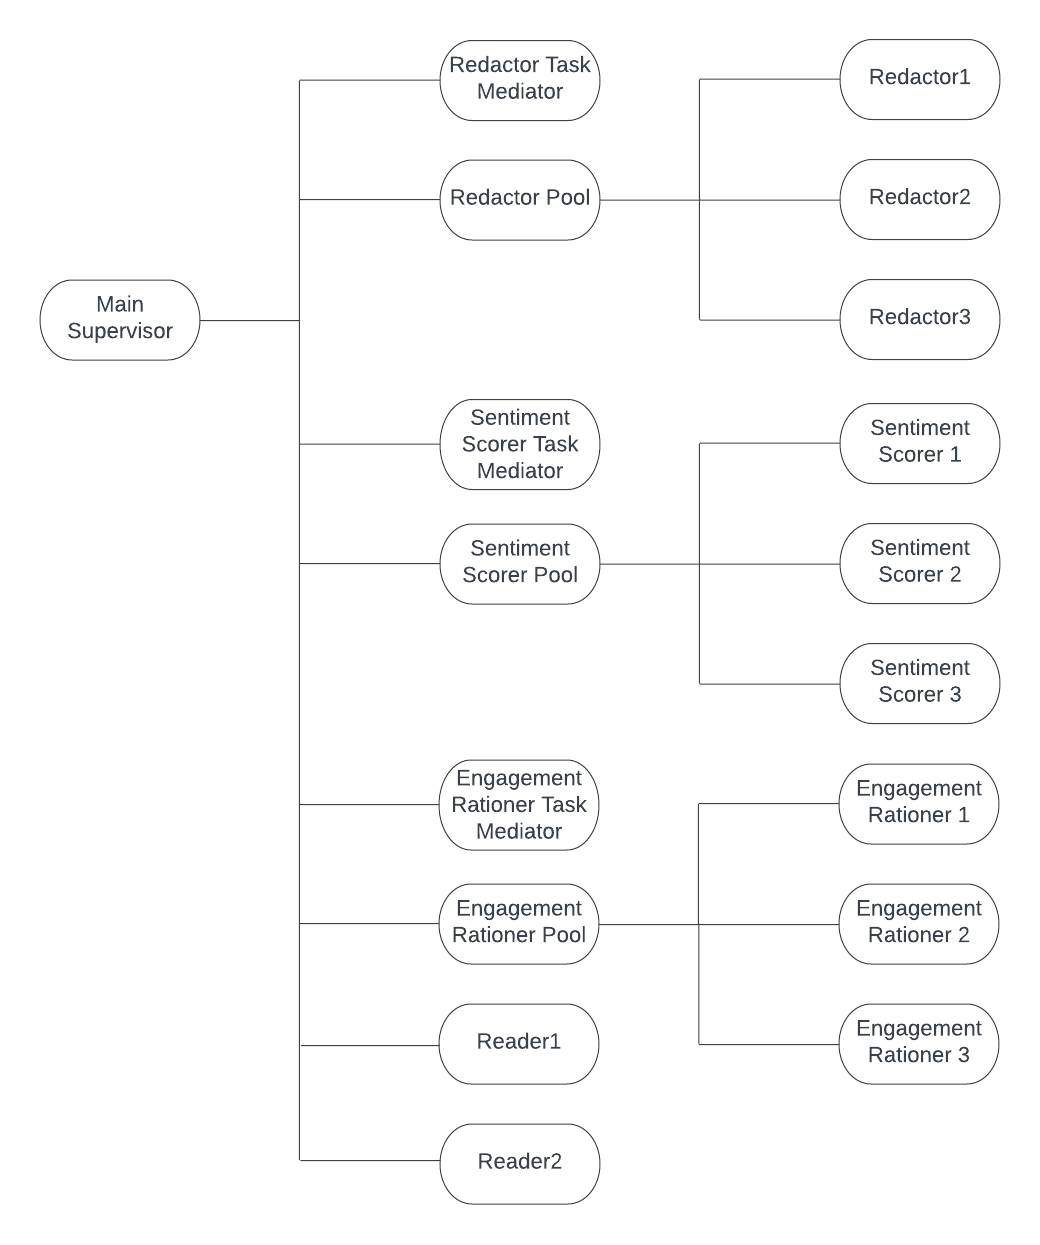 Main
Supervisor
Redactor Task
Mediator
Redactor Pool
Redactor1
Redactor2
Redactor3
Sentiment
Scorer Task
Mediator
Sentiment
Scorer Pool
Sentiment
Scorer 1
Sentiment
Scorer 2
Sentiment
Scorer 3
Engagement
Rationer Task
Mediator
Engagement
Rationer Pool
Engagement
Rationer 1
Engagement
Rationer 2
Engagement
Rationer 3
Reader1
Reader2